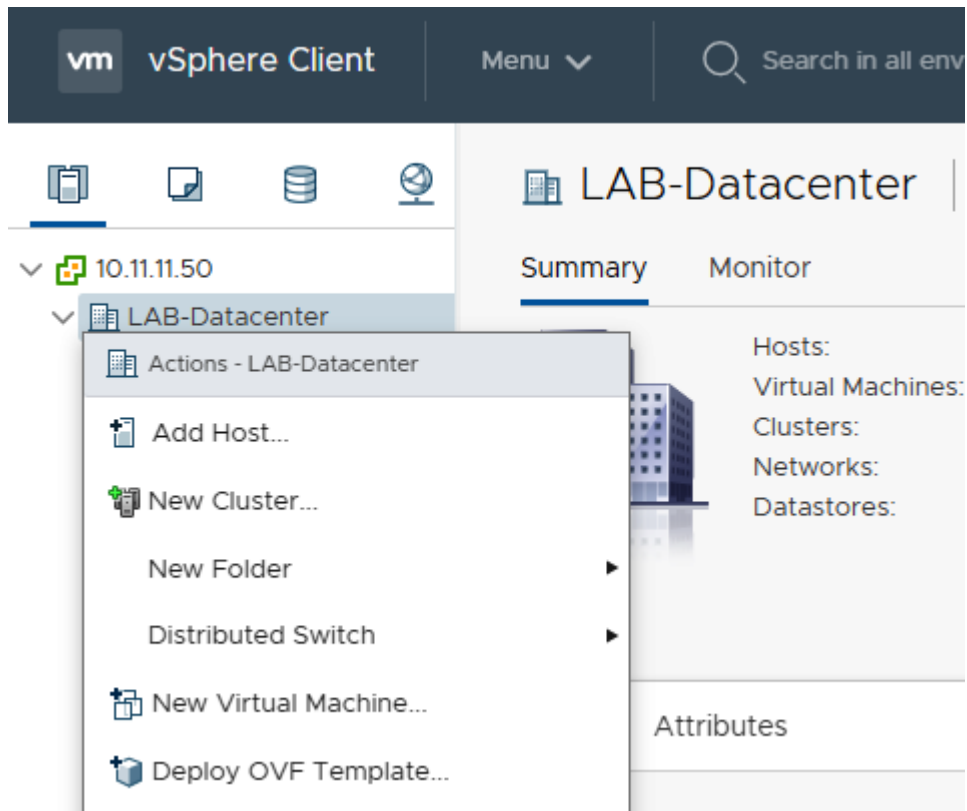 vm vSphere Client Menu Search in all env
LAB-Datacenter
10.11.11.50
Summary Monitor
LAB-Datacenter
Actions - LAB-Datacenter
Hosts:
Virtual Machines:
Clusters:
Networks:
Datastores:
Add Host...
New Cluster...
New Folder
Distributed Switch
New Virtual Machine...
Deploy OVF Template...
Attributes